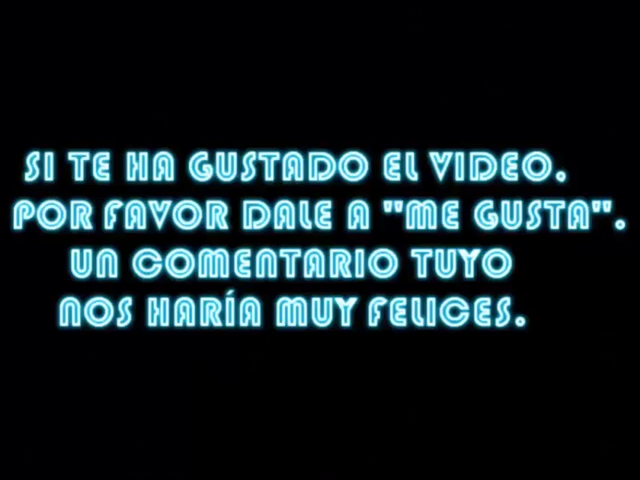 SI TE HA GUSTADO EL VIDEO.
POR FAVOR DALE A "ME GUSTA".
UN COMENTARIO TUYO
NOS HARÍA MUY FELICES.